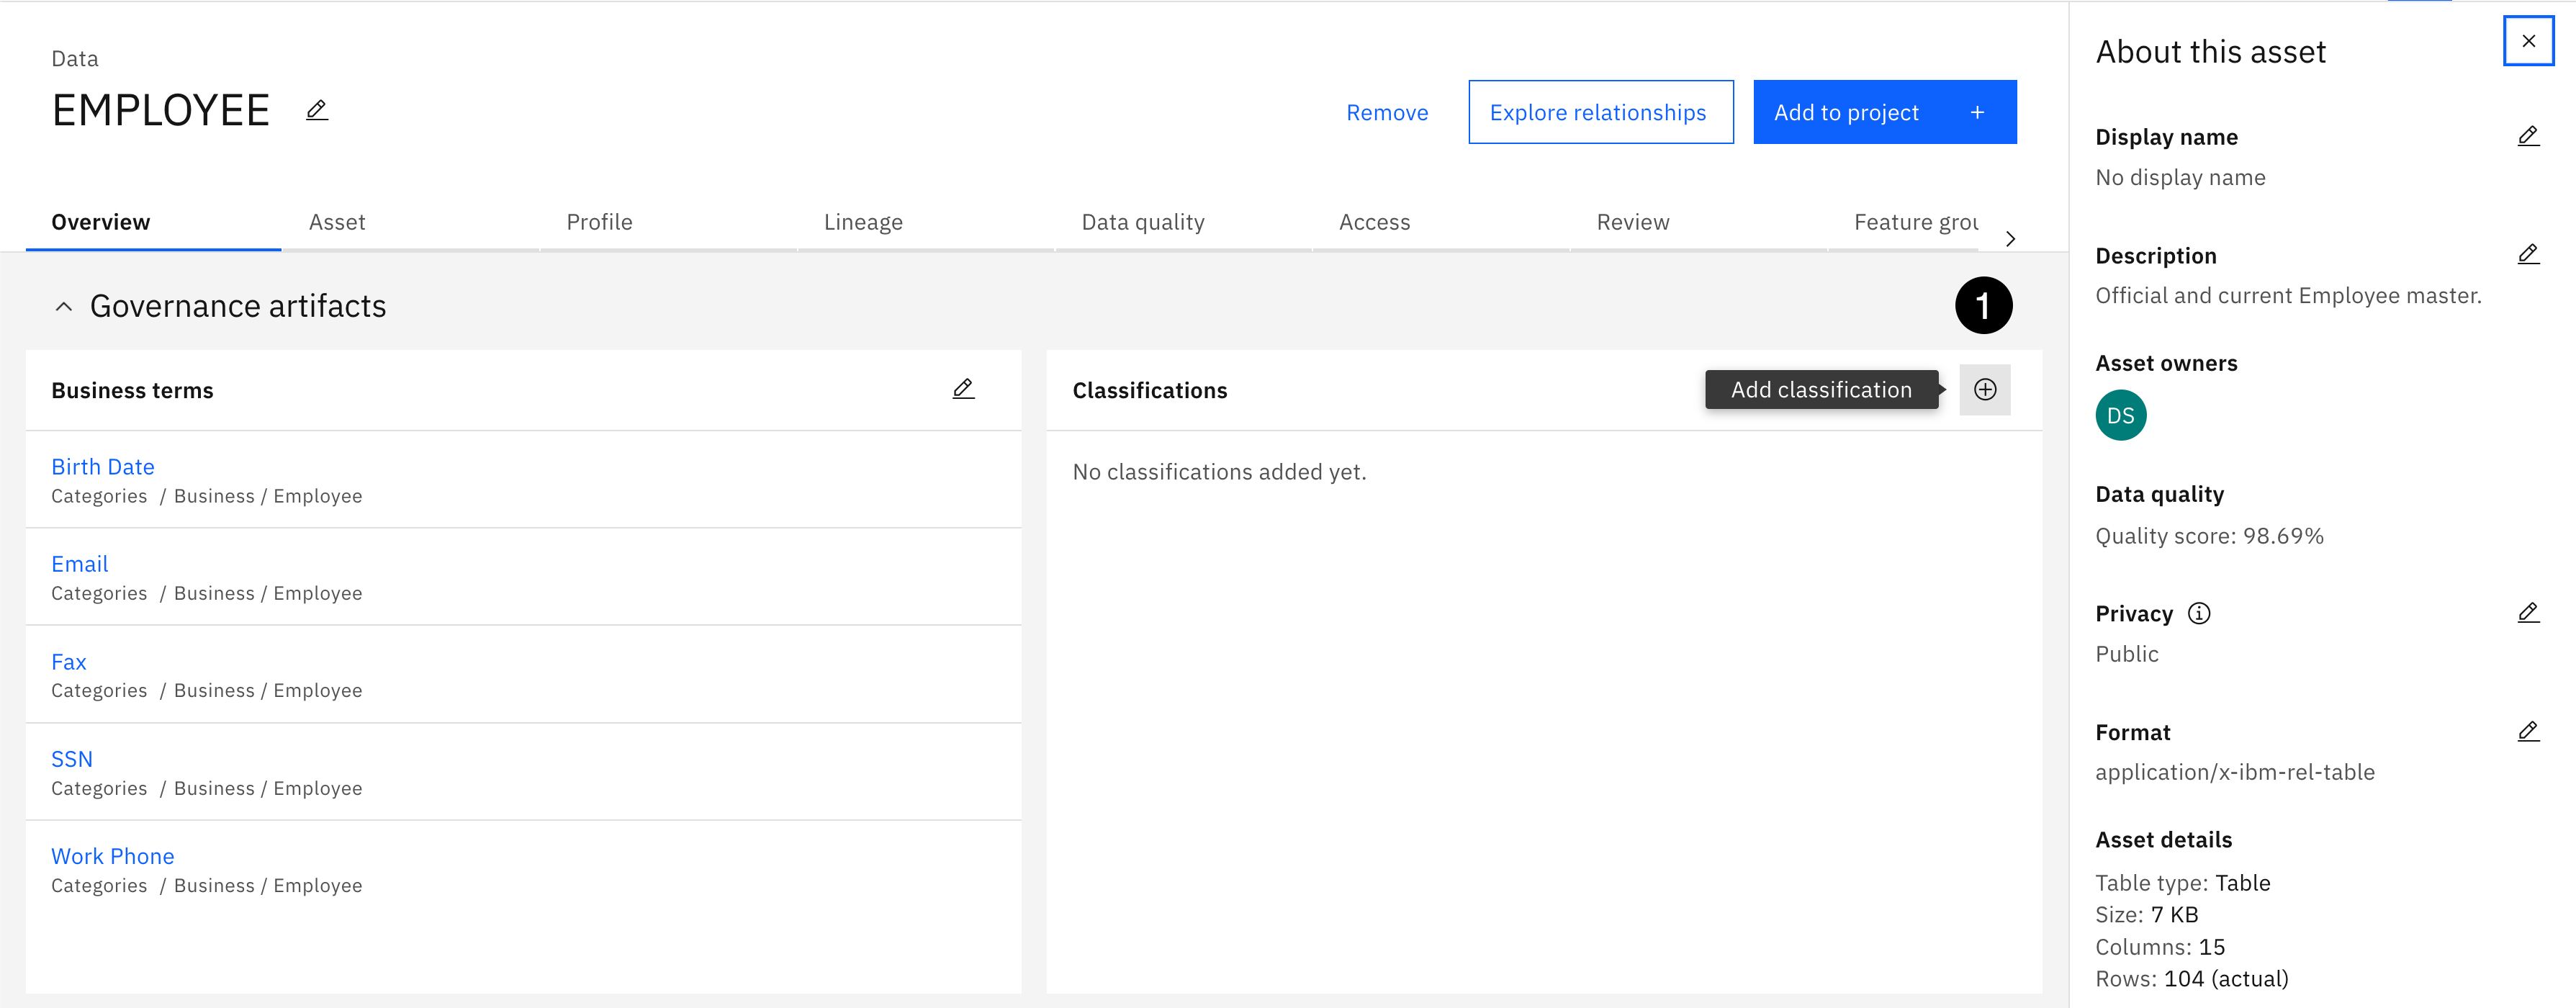 Data
EMPLOYEE
Remove
Explore relationships
Add to project +
Overview
Asset
Profile
Lineage
Data quality
Access
Review
Feature grou
Governance artifacts
1
Business terms
Birth Date
Categories / Business / Employee
Email
Categories / Business / Employee
Fax
Categories / Business / Employee
SSN
Categories / Business / Employee
Work Phone
Categories / Business / Employee
Classifications
Add classification
No classifications added yet.
About this asset
Display name
No display name
Description
Official and current Employee master.
Asset owners
DS
Data quality
Quality score: 98.69%
Privacy
Public
Format
application/x-ibm-rel-table
Asset details
Table type: Table
Size: 7 KB
Columns: 15
Rows: 104 (actual)